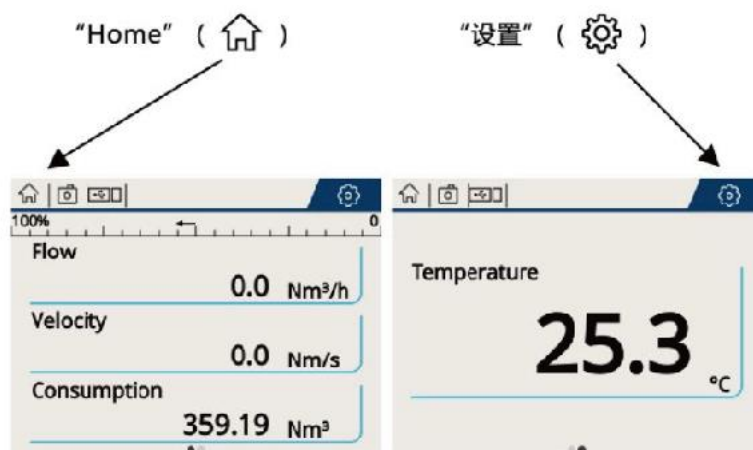 “Home” ( )
“设置” ( )
100%
0
Flow
0.0 Nm³/h
Velocity
0.0 Nm/s
Consumption
359.19 Nm³
Temperature
25.3
°C